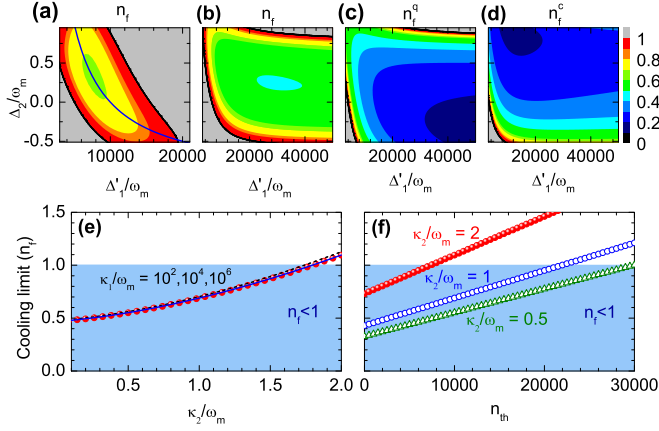 (a) n_f (b) n_f (c) n_f^q (d) n_f^c
Δ_2/ω_m
0.5
0.0
-0.5
10000 20000
20000 40000
20000 40000
20000 40000
Δ'_1/ω_m Δ'_1/ω_m Δ'_1/ω_m Δ'_1/ω_m
1
0.8
0.6
0.4
0.2
0
(e)
Cooling limit (n_f)
1.5
1.0
0.5
0.0
κ_1/ω_m = 10^2,10^4,10^6
n_f<1
0.5 1.0 1.5 2.0
κ_2/ω_m
(f)
κ_2/ω_m = 2
κ_2/ω_m = 1
κ_2/ω_m = 0.5
n_f<1
0 10000 20000 30000
n_th